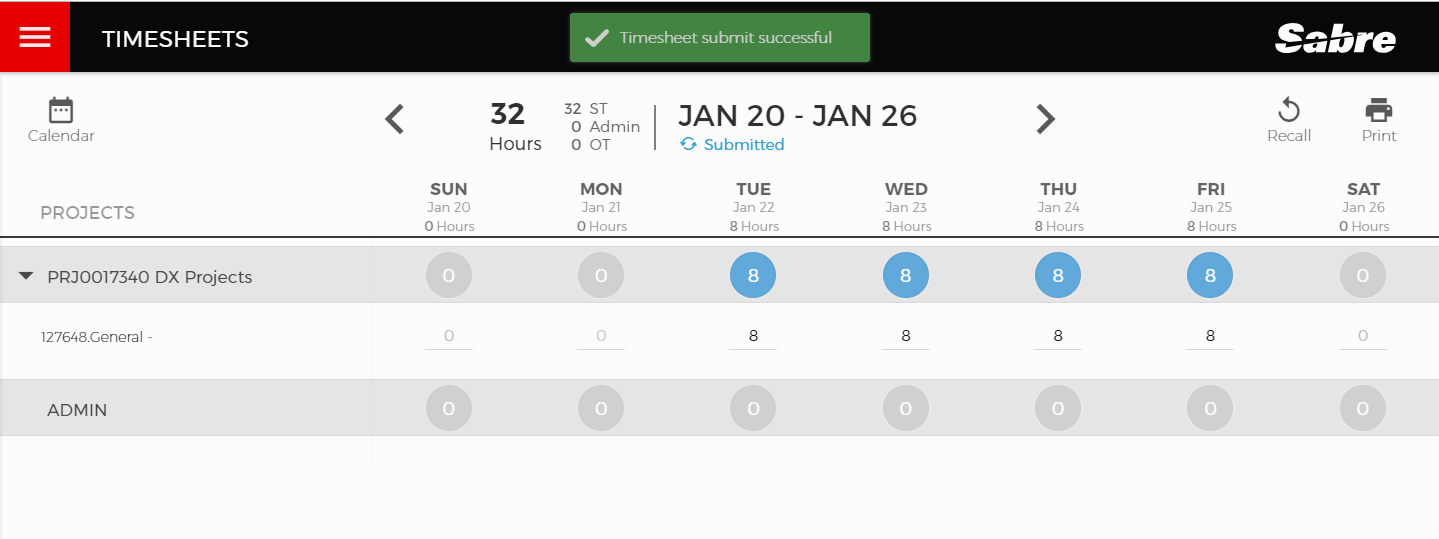 TIMESHEETS
Timesheet submit successful
Sabre
Calendar
32
Hours
32 ST
0 Admin
0 OT
JAN 20 - JAN 26
Submitted
Recall
Print
PROJECTS
SUN MON TUE WED THU FRI SAT
Jan 20 Jan 21 Jan 22 Jan 23 Jan 24 Jan 25 Jan 26
0 Hours 0 Hours 8 Hours 8 Hours 8 Hours 8 Hours 0 Hours
PRJ0017340 DX Projects 0 0 8 8 8 8 0
127648.General - 0 0 8 8 8 8 0
ADMIN 0 0 0 0 0 0 0